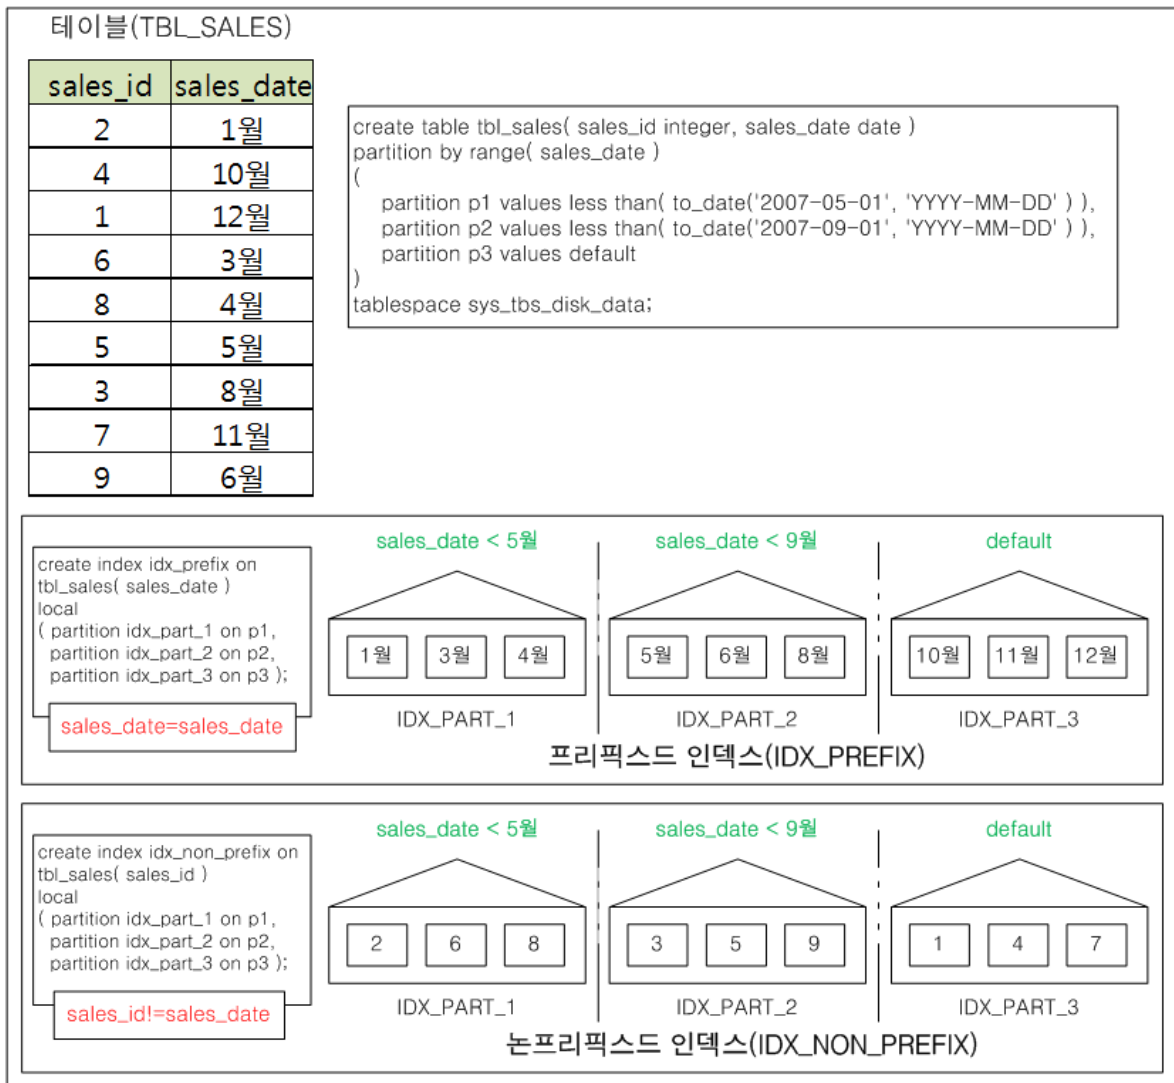 테이블(TBL_SALES)
sales_id sales_date
2 1월
4 10월
1 12월
6 3월
8 4월
5 5월
3 8월
7 11월
9 6월
create table tbl_sales( sales_id integer, sales_date date )
partition by range( sales_date )
(
partition p1 values less than( to_date('2007-05-01', 'YYYY-MM-DD' ) ),
partition p2 values less than( to_date('2007-09-01', 'YYYY-MM-DD' ) ),
partition p3 values default
)
tablespace sys_tbs_disk_data;
create index idx_prefix on
tbl_sales( sales_date )
local
( partition idx_part_1 on p1,
partition idx_part_2 on p2,
partition idx_part_3 on p3 );
sales_date=sales_date
sales_date < 5월 sales_date < 9월 default
1월 3월 4월 5월 6월 8월 10월 11월 12월
IDX_PART_1 IDX_PART_2 IDX_PART_3
프리픽스드 인덱스(IDX_PREFIX)
create index idx_non_prefix on
tbl_sales( sales_id )
local
( partition idx_part_1 on p1,
partition idx_part_2 on p2,
partition idx_part_3 on p3 );
sales_id!=sales_date
sales_date < 5월 sales_date < 9월 default
2 6 8 3 5 9 1 4 7
IDX_PART_1 IDX_PART_2 IDX_PART_3
논프리픽스드 인덱스(IDX_NON_PREFIX)